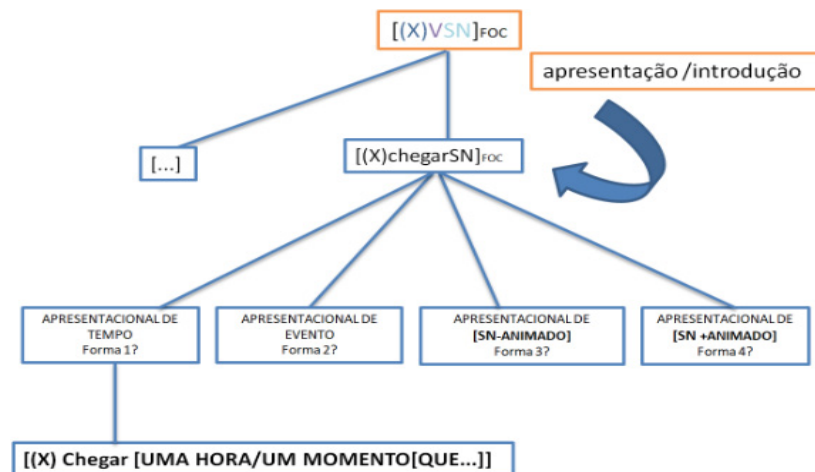 [(X)VSN]FOC
apresentação /introdução
[...]
[(X)chegarSN]FOC
APRESENTACIONAL DE
TEMPO
Forma 1?
APRESENTACIONAL DE
EVENTO
Forma 2?
APRESENTACIONAL DE
[SN-ANIMADO]
Forma 3?
APRESENTACIONAL DE
[SN +ANIMADO]
Forma 4?
[(X) Chegar [UMA HORA/UM MOMENTO[QUE...]]